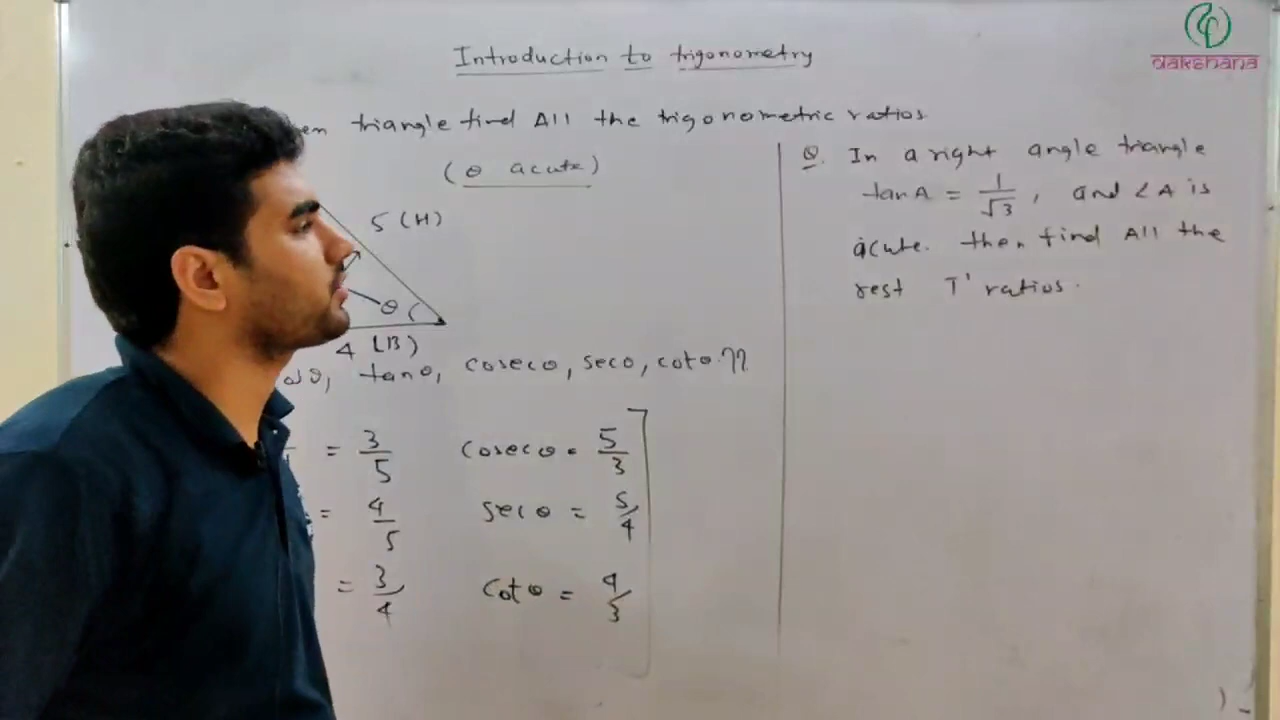 dakshana
Introduction to trigonometry
en triangle find All the trigonometric ratios
(θ acute)
5 (H)
θ
4 (B)
tanθ, cosecθ, secθ, cotθ ??
= 3/5 cosecθ = 5/3
= 4/5 secθ = 5/4
= 3/4 cotθ = 4/3
Q. In a right angle triangle
tan A = 1/√3, and ∠A is
acute. then find All the
rest T' ratios.